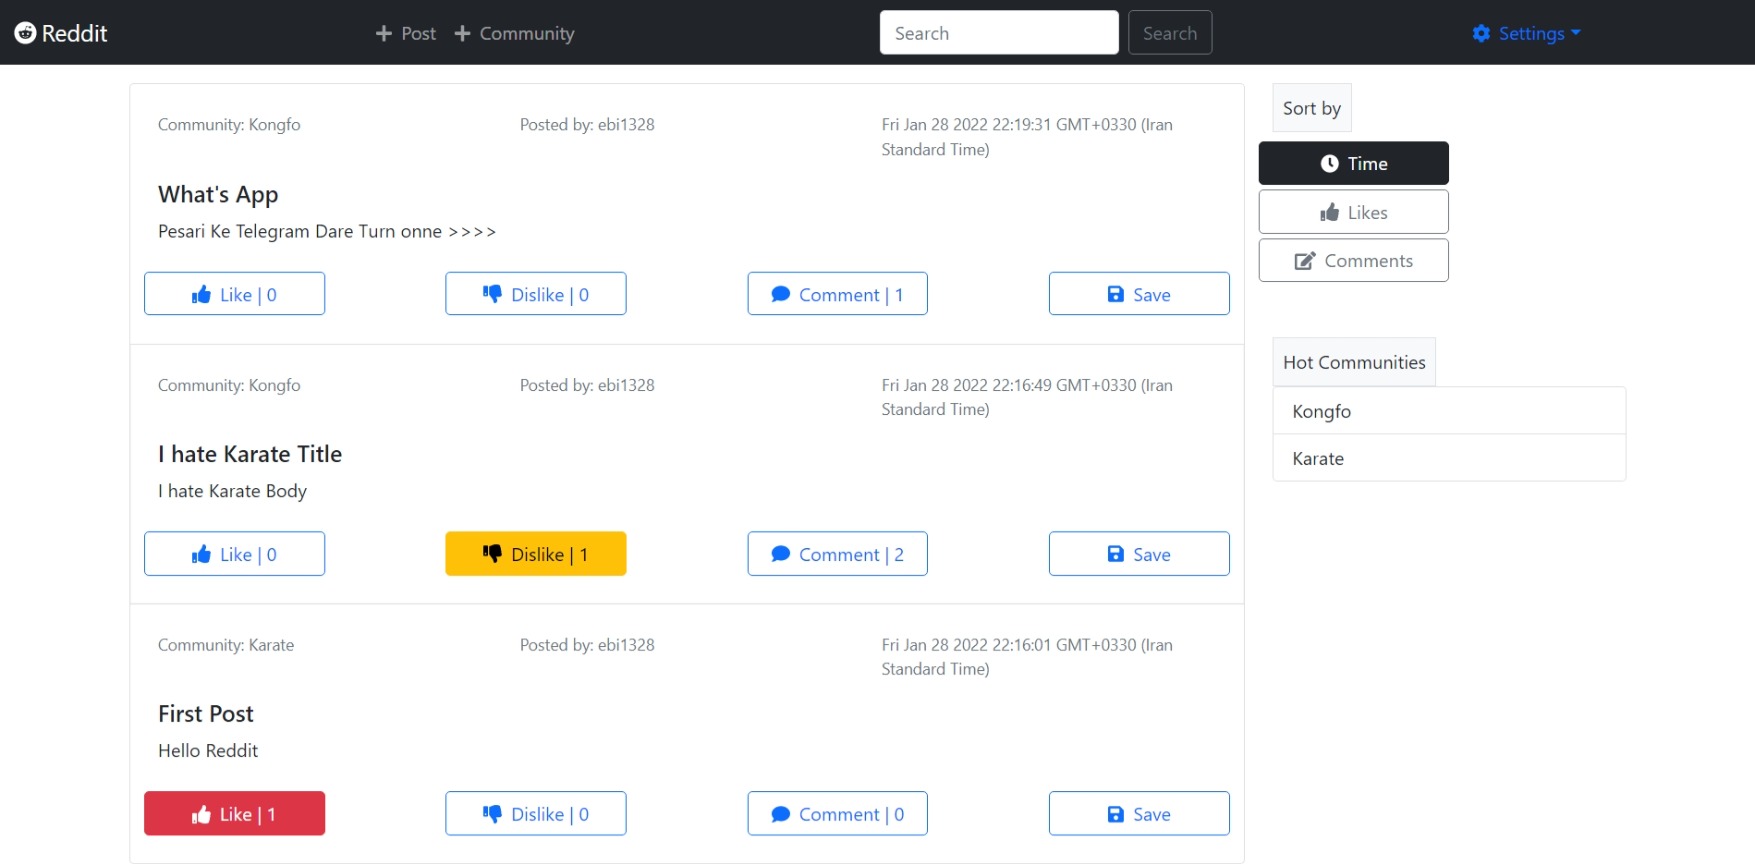 Reddit
Post
Community
Search
Search
Settings
Community: Kongfo
Posted by: ebi1328
Fri Jan 28 2022 22:19:31 GMT+0330 (Iran
Standard Time)
What's App
Pesari Ke Telegram Dare Turn onne >>>>
Like | 0
Dislike | 0
Comment | 1
Save
Community: Kongfo
Posted by: ebi1328
Fri Jan 28 2022 22:16:49 GMT+0330 (Iran
Standard Time)
I hate Karate Title
I hate Karate Body
Like | 0
Dislike | 1
Comment | 2
Save
Community: Karate
Posted by: ebi1328
Fri Jan 28 2022 22:16:01 GMT+0330 (Iran
Standard Time)
First Post
Hello Reddit
Like | 1
Dislike | 0
Comment | 0
Save
Sort by
Time
Likes
Comments
Hot Communities
Kongfo
Karate